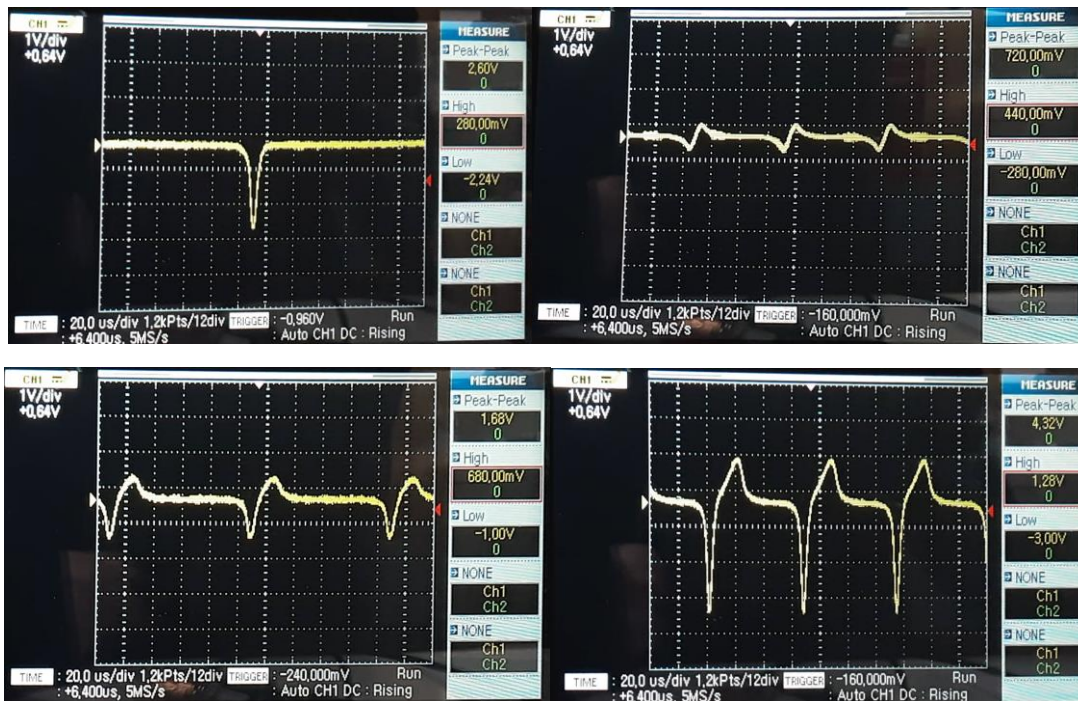 CH1
1V/div
+0,64V
MEASURE
Peak-Peak
2,60V
0
High
280,00mV
0
Low
-2,24V
0
NONE
Ch1
Ch2
NONE
Ch1
Ch2
TIME : 20,0 us/div 1,2kPts/12div TRIGGER : -0,960V Run
: +6,400us, 5MS/s : Auto CH1 DC : Rising
CH1
1V/div
+0,64V
MEASURE
Peak-Peak
720,00mV
0
High
440,00mV
0
Low
-280,00mV
0
NONE
Ch1
Ch2
NONE
Ch1
Ch2
TIME : 20,0 us/div 1,2kPts/12div TRIGGER : -160,000mV Run
: +6,400us, 5MS/s : Auto CH1 DC : Rising
CH1
1V/div
+0,64V
MEASURE
Peak-Peak
1,68V
0
High
680,00mV
0
Low
-1,00V
0
NONE
Ch1
Ch2
NONE
Ch1
Ch2
TIME : 20,0 us/div 1,2kPts/12div TRIGGER : -240,000mV Run
: +6,400us, 5MS/s : Auto CH1 DC : Rising
CH1
1V/div
+0,64V
MEASURE
Peak-Peak
4,32V
0
High
1,28V
0
Low
-3,00V
0
NONE
Ch1
Ch2
NONE
Ch1
Ch2
TIME : 20,0 us/div 1,2kPts/12div TRIGGER : -160,000mV Run
: +6,400us, 5MS/s : Auto CH1 DC : Rising